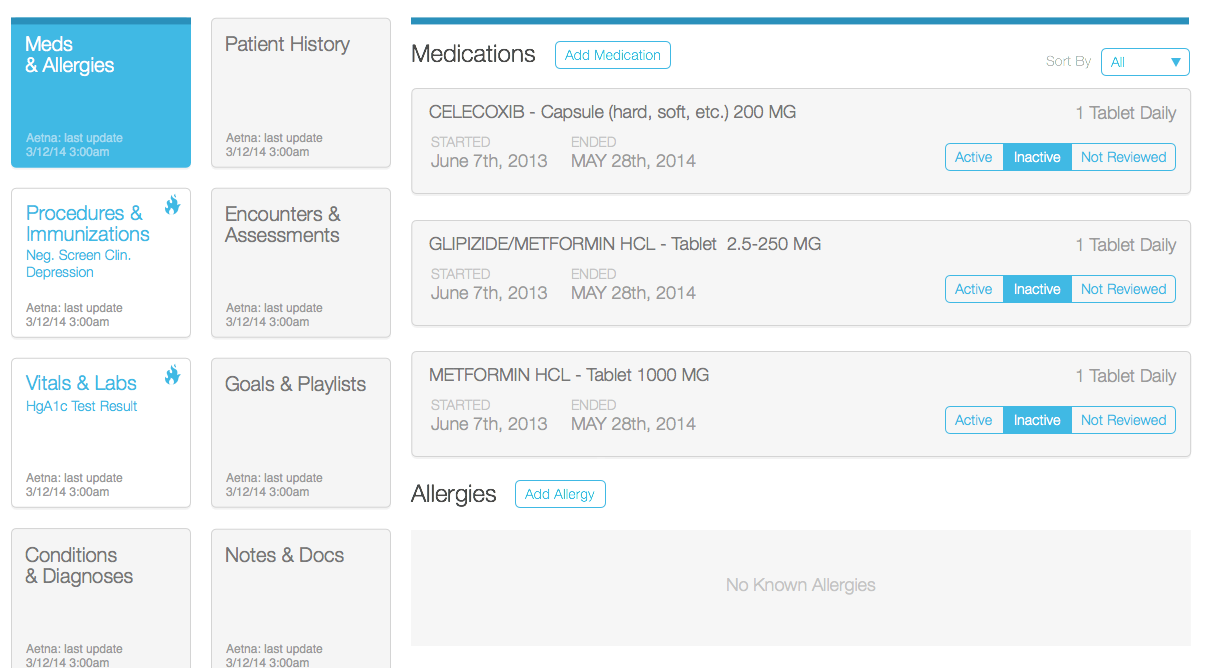 Meds
& Allergies
Aetna: last update
3/12/14 3:00am
Patient History
Aetna: last update
3/12/14 3:00am
Procedures &
Immunizations
Neg. Screen Clin.
Depression
Aetna: last update
3/12/14 3:00am
Encounters &
Assessments
Aetna: last update
3/12/14 3:00am
Vitals & Labs
HgA1c Test Result
Aetna: last update
3/12/14 3:00am
Goals & Playlists
Aetna: last update
3/12/14 3:00am
Conditions
& Diagnoses
Aetna: last update
3/12/14 3:00am
Notes & Docs
Aetna: last update
3/12/14 3:00am
Medications Add Medication
Sort By All
CELECOXIB - Capsule (hard, soft, etc.) 200 MG 1 Tablet Daily
STARTED ENDED
June 7th, 2013 MAY 28th, 2014
Active Inactive Not Reviewed
GLIPIZIDE/METFORMIN HCL - Tablet 2.5-250 MG 1 Tablet Daily
STARTED ENDED
June 7th, 2013 MAY 28th, 2014
Active Inactive Not Reviewed
METFORMIN HCL - Tablet 1000 MG 1 Tablet Daily
STARTED ENDED
June 7th, 2013 MAY 28th, 2014
Active Inactive Not Reviewed
Allergies Add Allergy
No Known Allergies